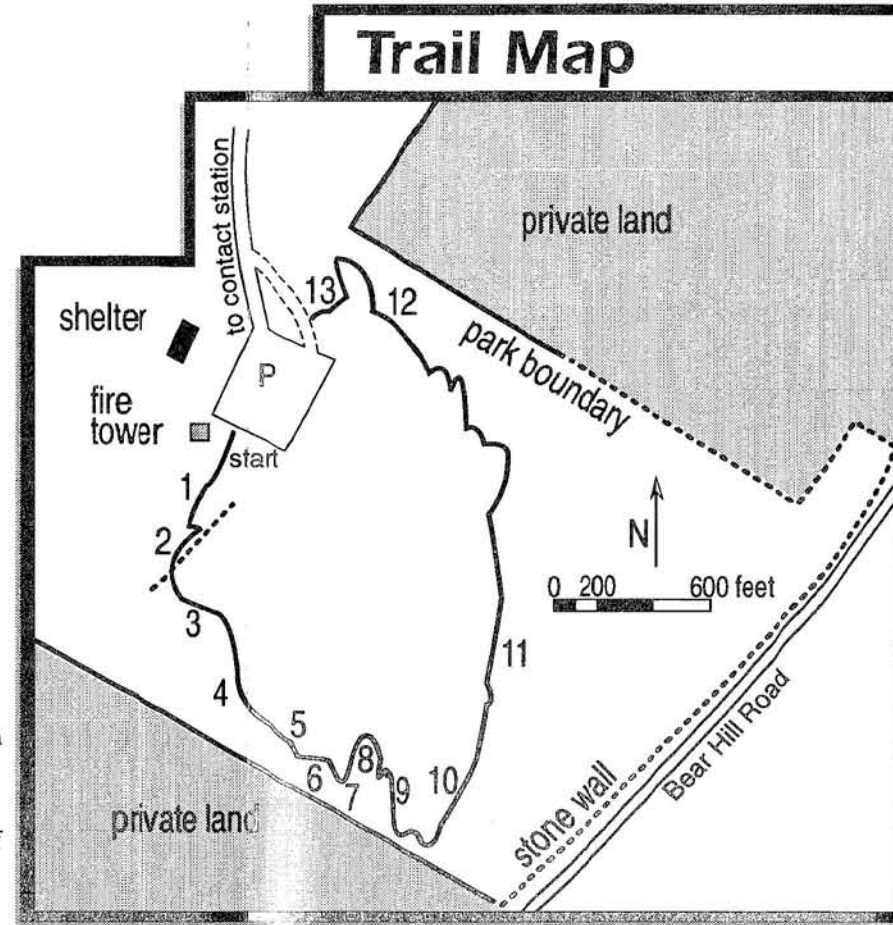 Trail Map
to contact station
private land
13
12
shelter
park boundary
P
fire
tower
start
1
N
2
0 200 600 feet
3
11
4
5
8
6
7
9
10
Bear Hill Road
stone wall
private land